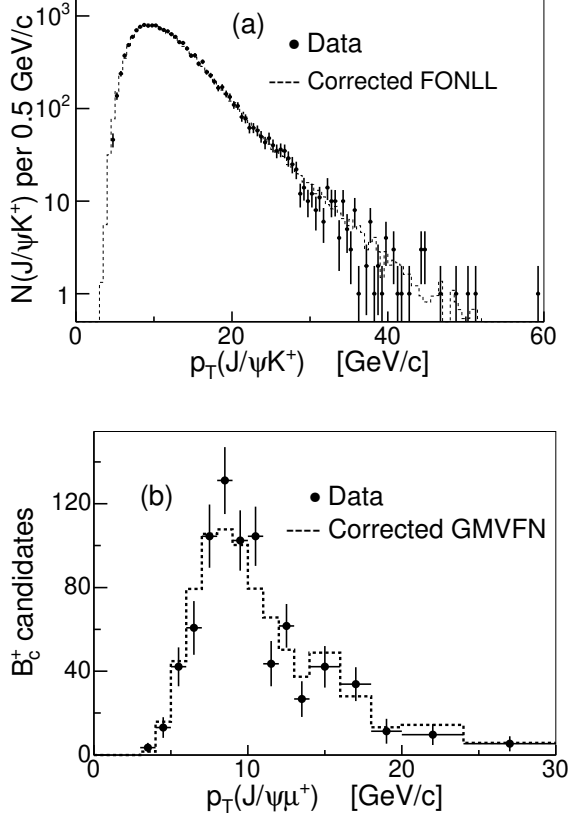 (a)
Data
Corrected FONLL
N(J/ψK⁺) per 0.5 GeV/c
10³
10²
10
1
0 20 40 60
p_T(J/ψK⁺) [GeV/c]
(b)
Data
Corrected GMVFN
B_c⁺ candidates
120
80
40
0
0 10 20 30
p_T(J/ψμ⁺) [GeV/c]